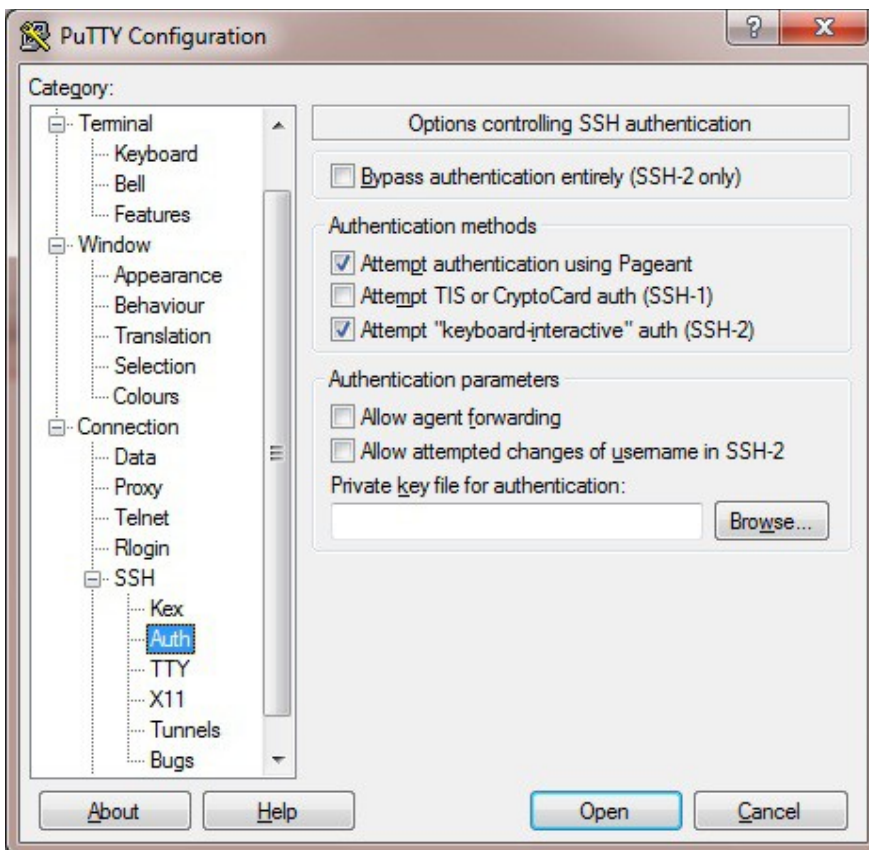 PuTTY Configuration
Category:
Terminal
Keyboard
Bell
Features
Window
Appearance
Behaviour
Translation
Selection
Colours
Connection
Data
Proxy
Telnet
Rlogin
SSH
Kex
Auth
TTY
X11
Tunnels
Bugs
Options controlling SSH authentication
Bypass authentication entirely (SSH-2 only)
Authentication methods
Attempt authentication using Pageant
Attempt TIS or CryptoCard auth (SSH-1)
Attempt "keyboard-interactive" auth (SSH-2)
Authentication parameters
Allow agent forwarding
Allow attempted changes of username in SSH-2
Private key file for authentication:
Browse...
About
Help
Open
Cancel